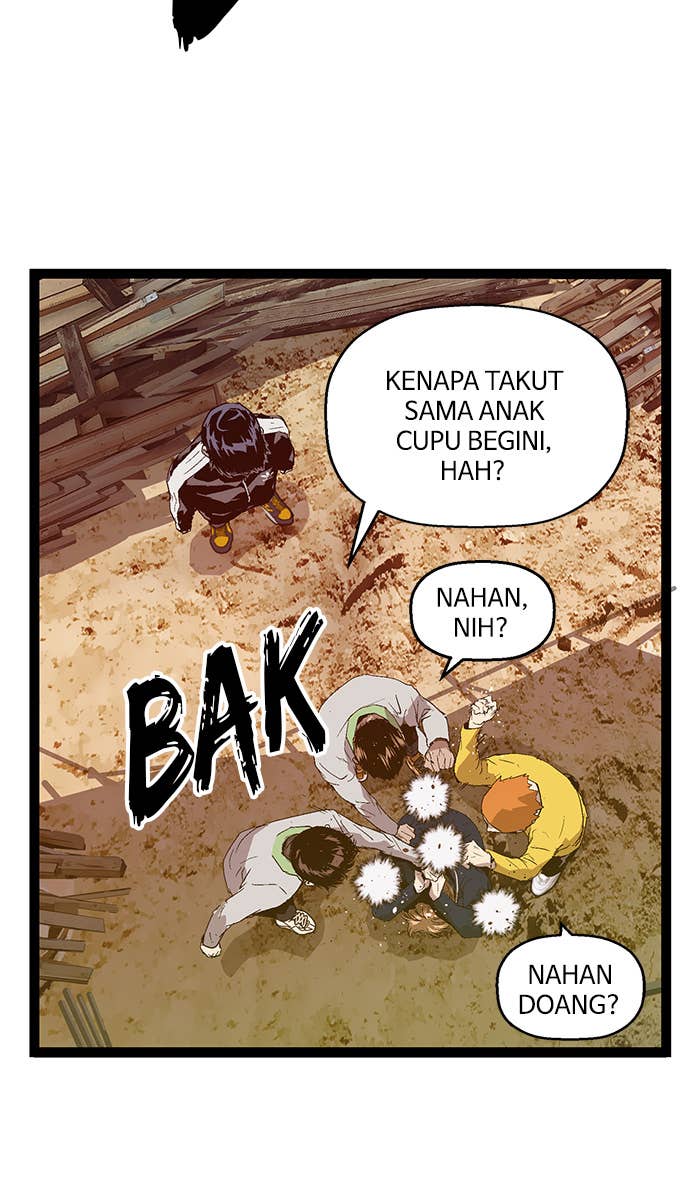 KENAPA TAKUT
SAMA ANAK
CUPU BEGINI,
HAH?
NAHAN,
NIH?
BAK
NAHAN
DOANG?